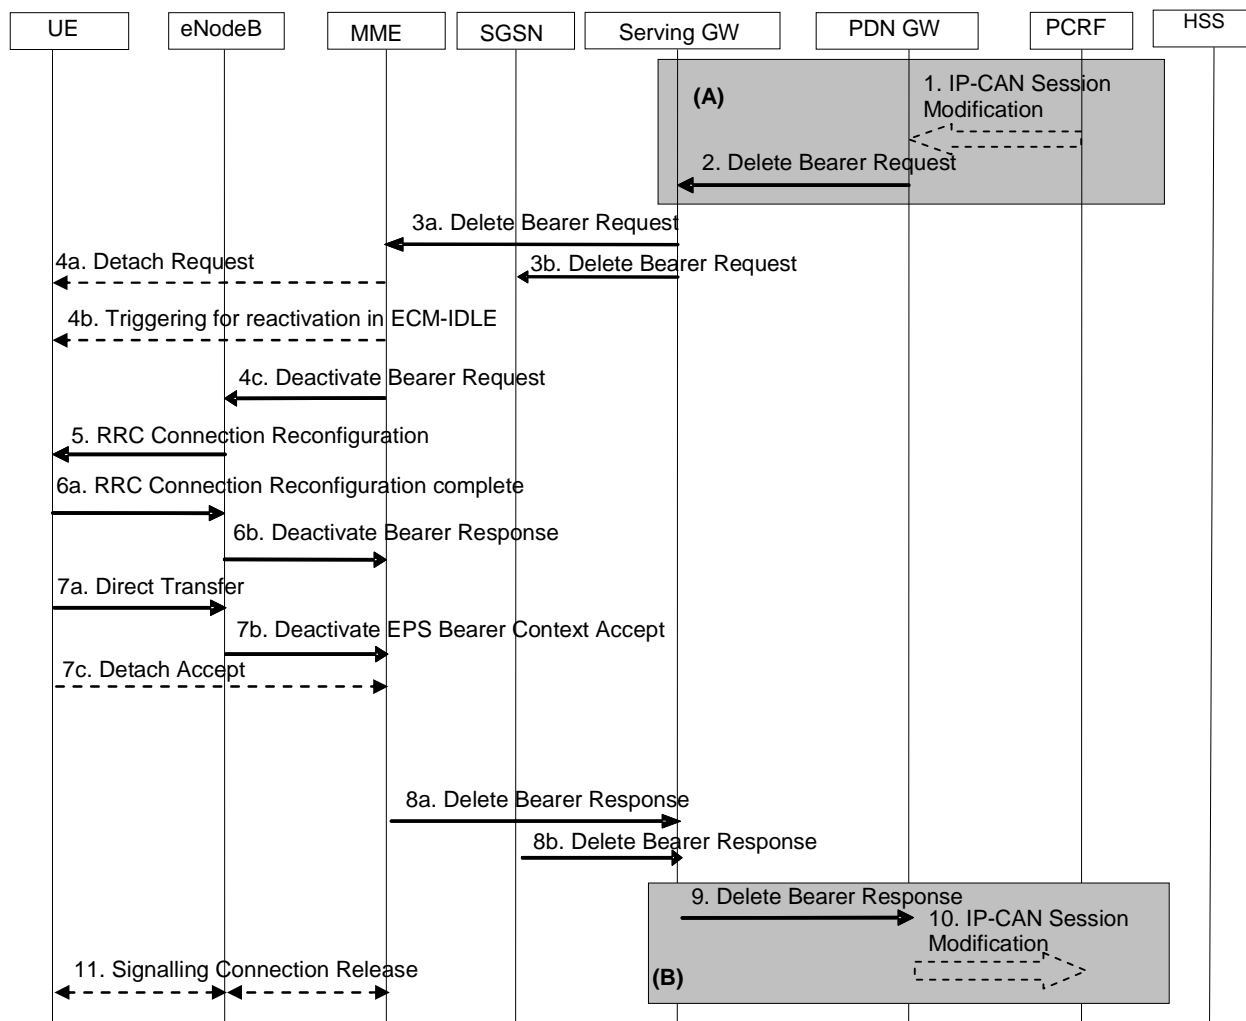 UE
eNodeB
MME
SGSN
Serving GW
PDN GW
PCRF
HSS
(A)
1. IP-CAN Session
Modification
2. Delete Bearer Request
3a. Delete Bearer Request
3b. Delete Bearer Request
4a. Detach Request
4b. Triggering for reactivation in ECM-IDLE
4c. Deactivate Bearer Request
5. RRC Connection Reconfiguration
6a. RRC Connection Reconfiguration complete
6b. Deactivate Bearer Response
7a. Direct Transfer
7b. Deactivate EPS Bearer Context Accept
7c. Detach Accept
8a. Delete Bearer Response
8b. Delete Bearer Response
9. Delete Bearer Response
10. IP-CAN Session
Modification
11. Signalling Connection Release
(B)